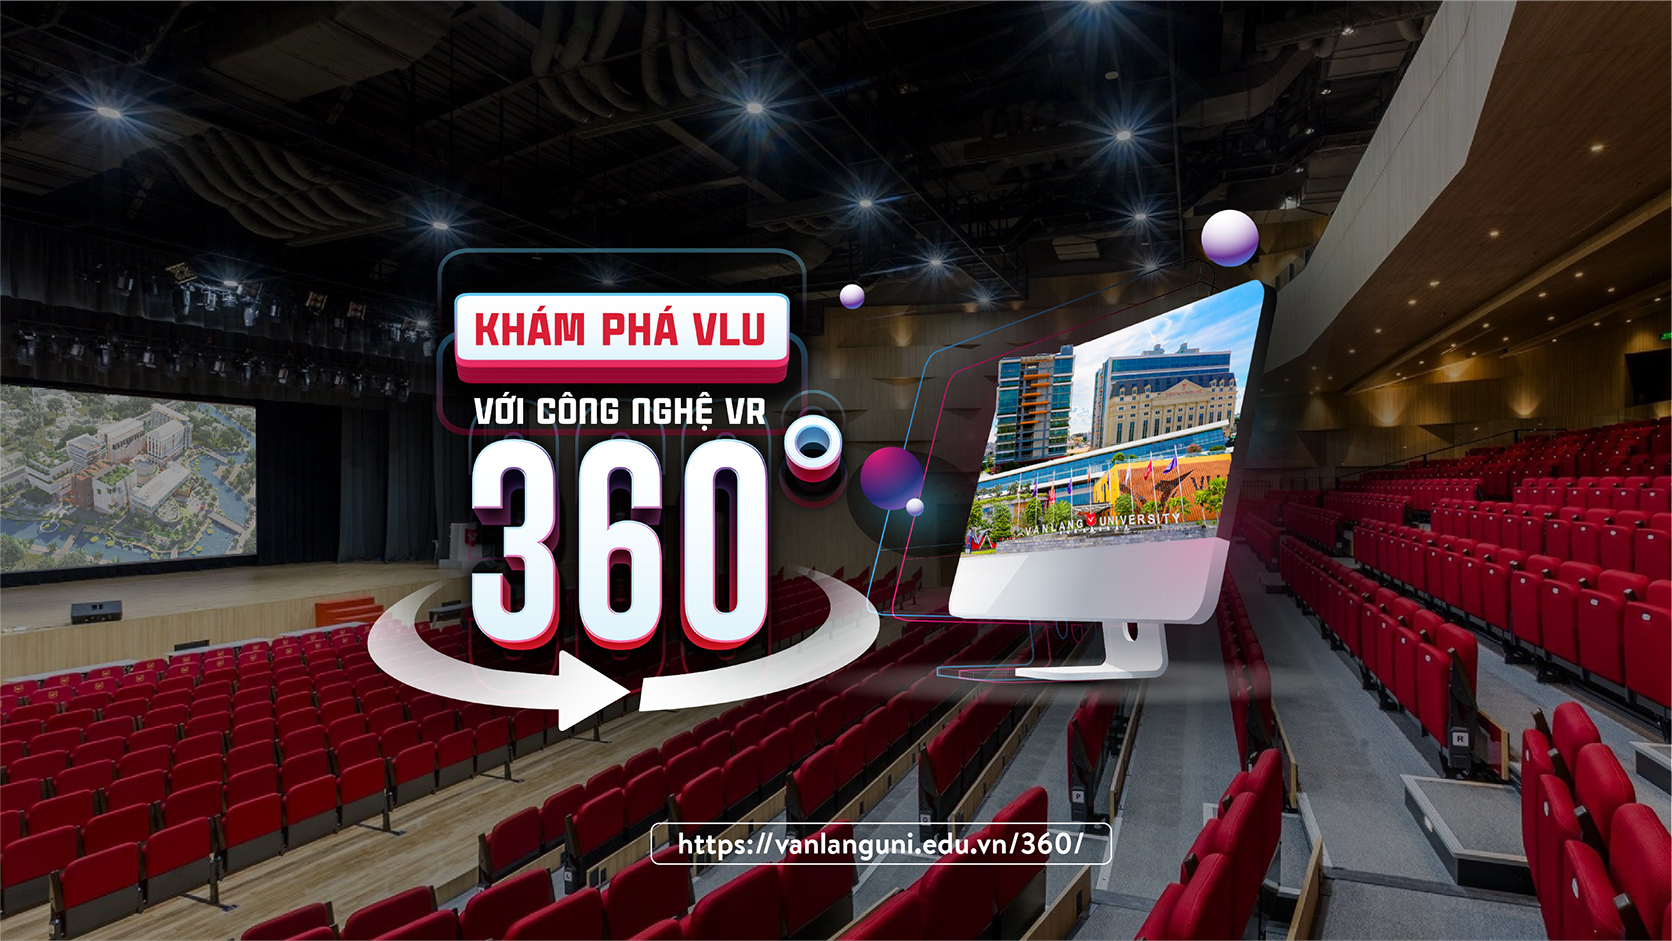 KHÁM PHÁ VLU
VỚI CÔNG NGHỆ VR
360°
VANLANG UNIVERSITY
https://vanlanguni.edu.vn/360/
R
P
L